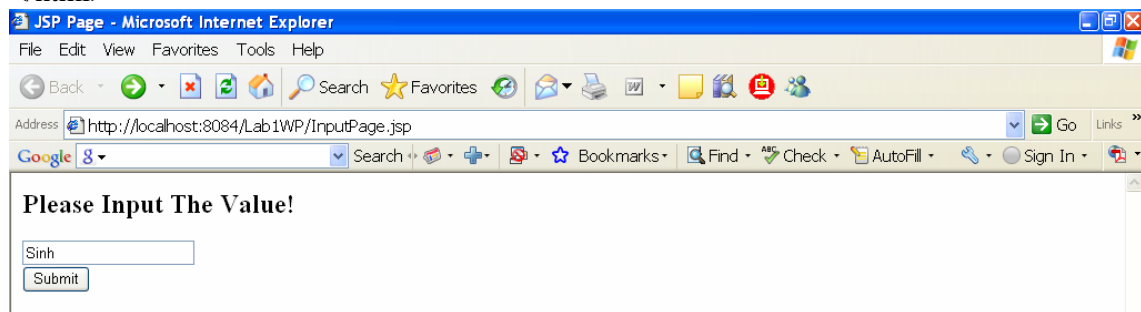 JSP Page - Microsoft Internet Explorer
File Edit View Favorites Tools Help
Back Search Favorites W
Address http://localhost:8084/Lab1WP/InputPage.jsp Go Links »
Google g Search Bookmarks Find ABC Check AutoFill Sign In
Please Input The Value!
Sinh
Submit